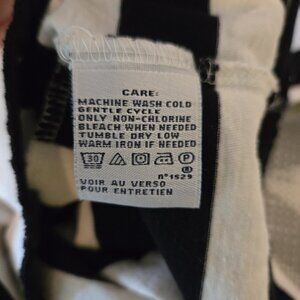 CARE:
MACHINE WASH COLD
GENTLE CYCLE
ONLY NON-CHLORINE
BLEACH WHEN NEEDED
TUMBLE DRY LOW
WARM IRON IF NEEDED
30
VOIR AU VERSO
POUR ENTRETIEN
n°1529